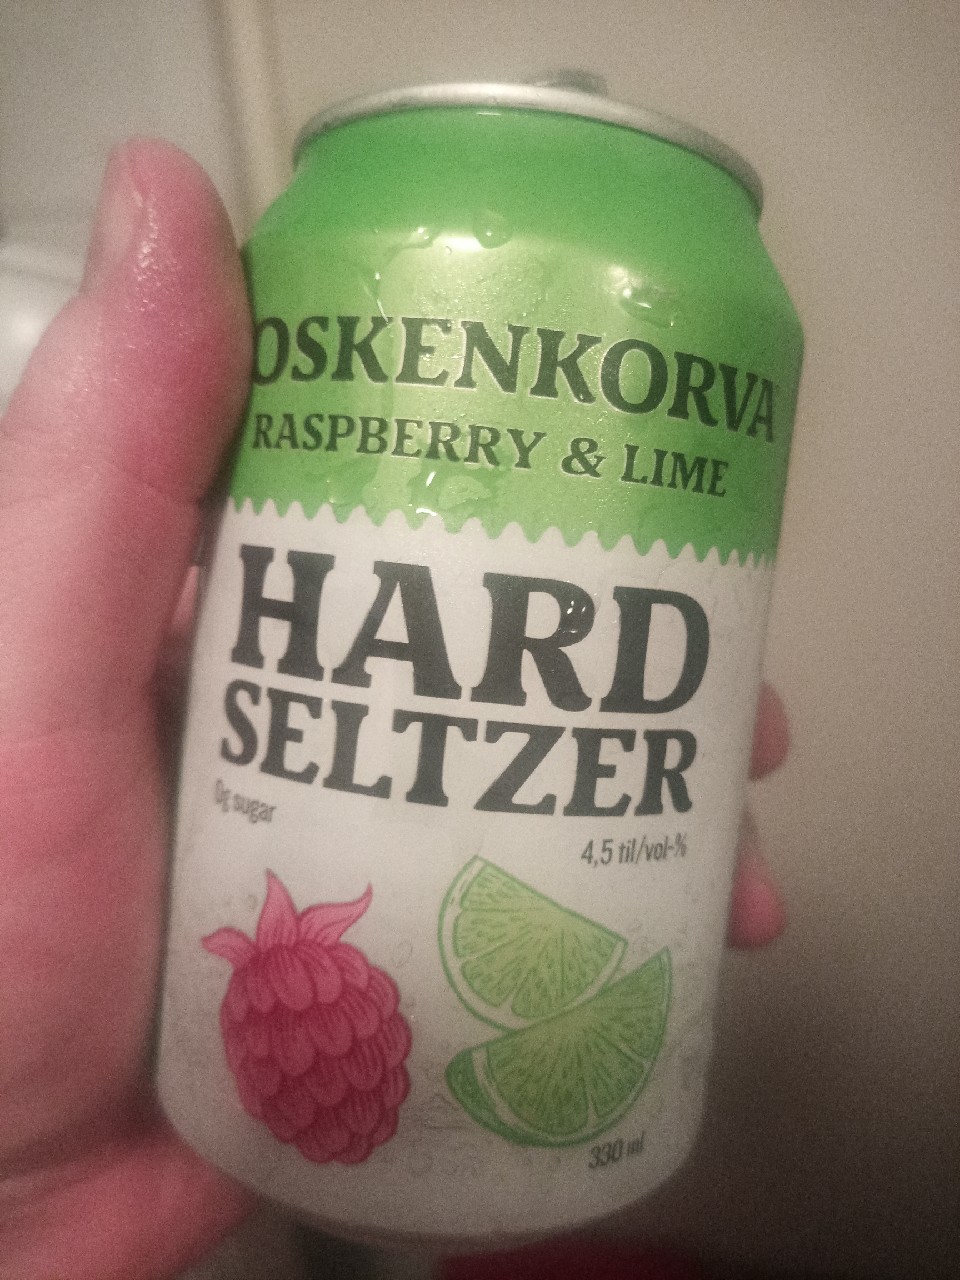 OSKENKORVA
RASPBERRY & LIME
HARD
SELTZER
0g sugar
4,5 til/vol-%
330 ml